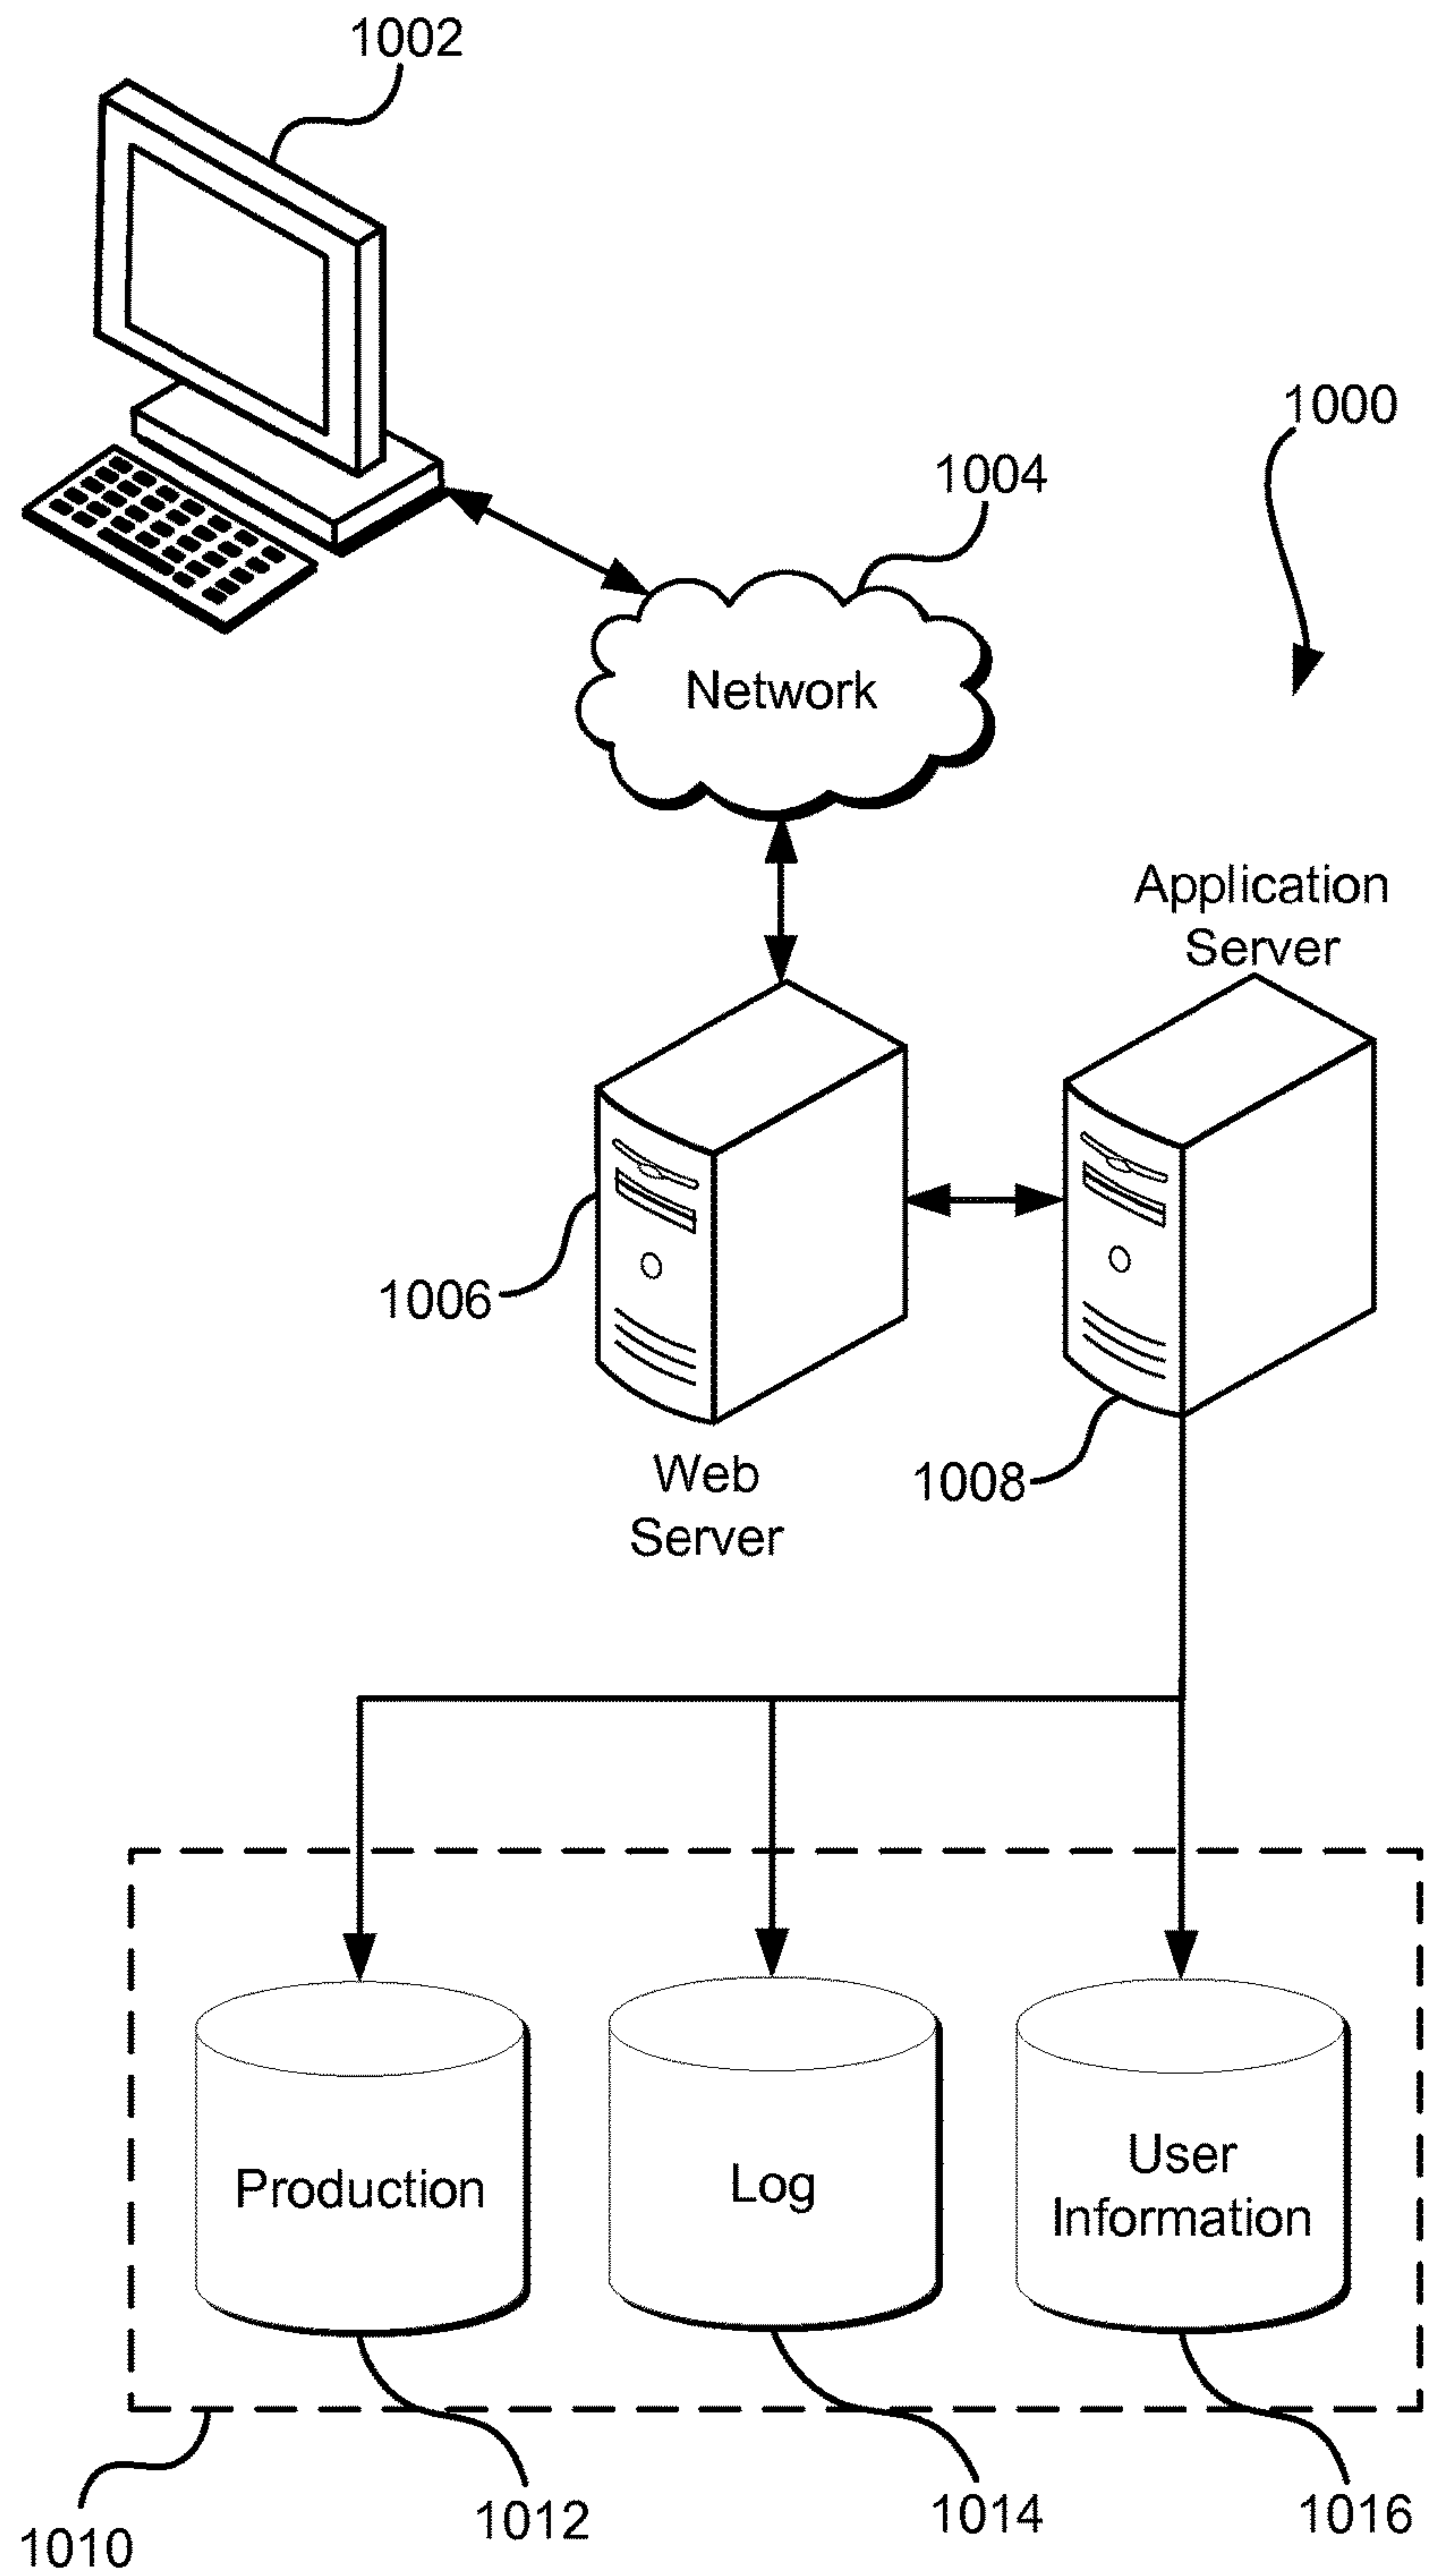 1002
1000
1004
Network
Application
Server
1006
Web
Server
1008
Production
Log
User
Information
1010
1012
1014
1016